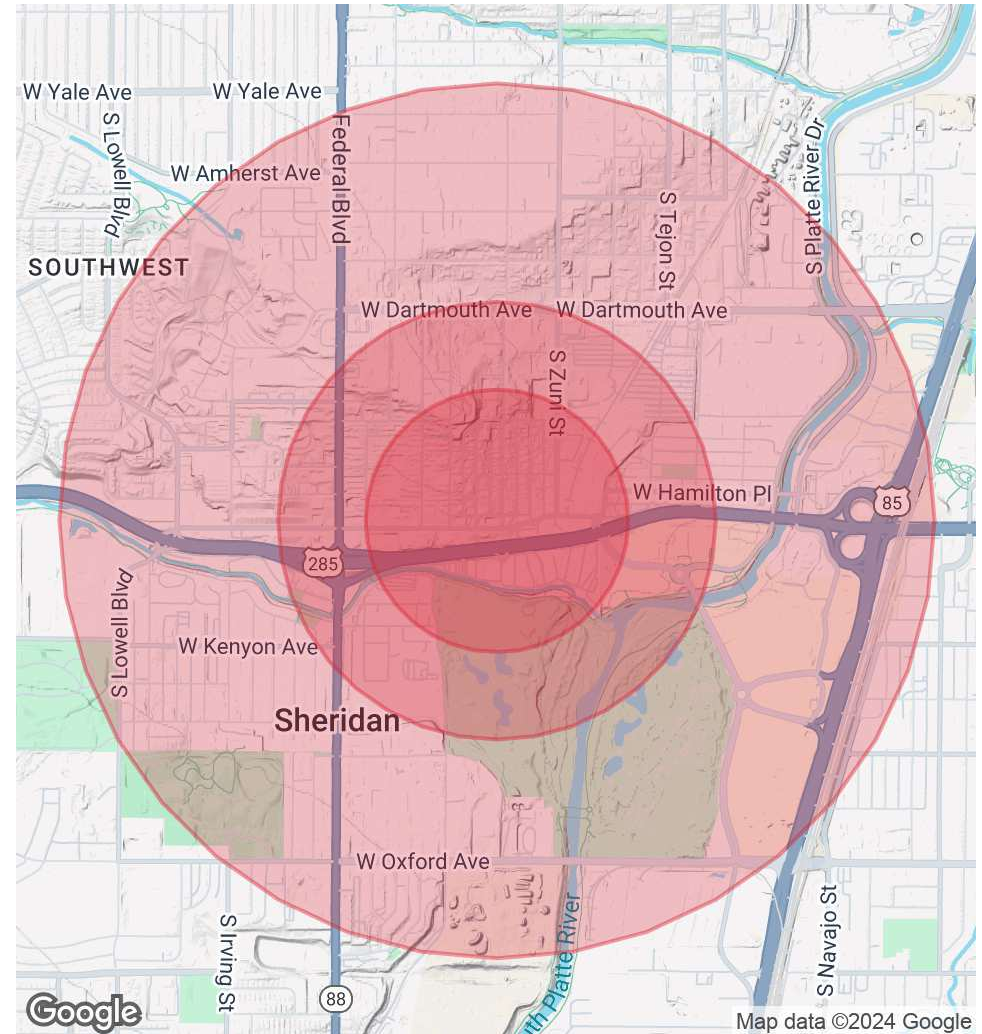 W Yale Ave
W Yale Ave
S Lowell Blvd
Federal Blvd
W Amherst Ave
S Tejon St
S Platte River Dr
SOUTHWEST
W Dartmouth Ave
W Dartmouth Ave
S Zuni St
W Hamilton Pl
85
285
S Lowell Blvd
W Kenyon Ave
Sheridan
W Oxford Ave
S Irving St
88
uth Platte River
S Navajo St
Google
Map data ©2024 Google